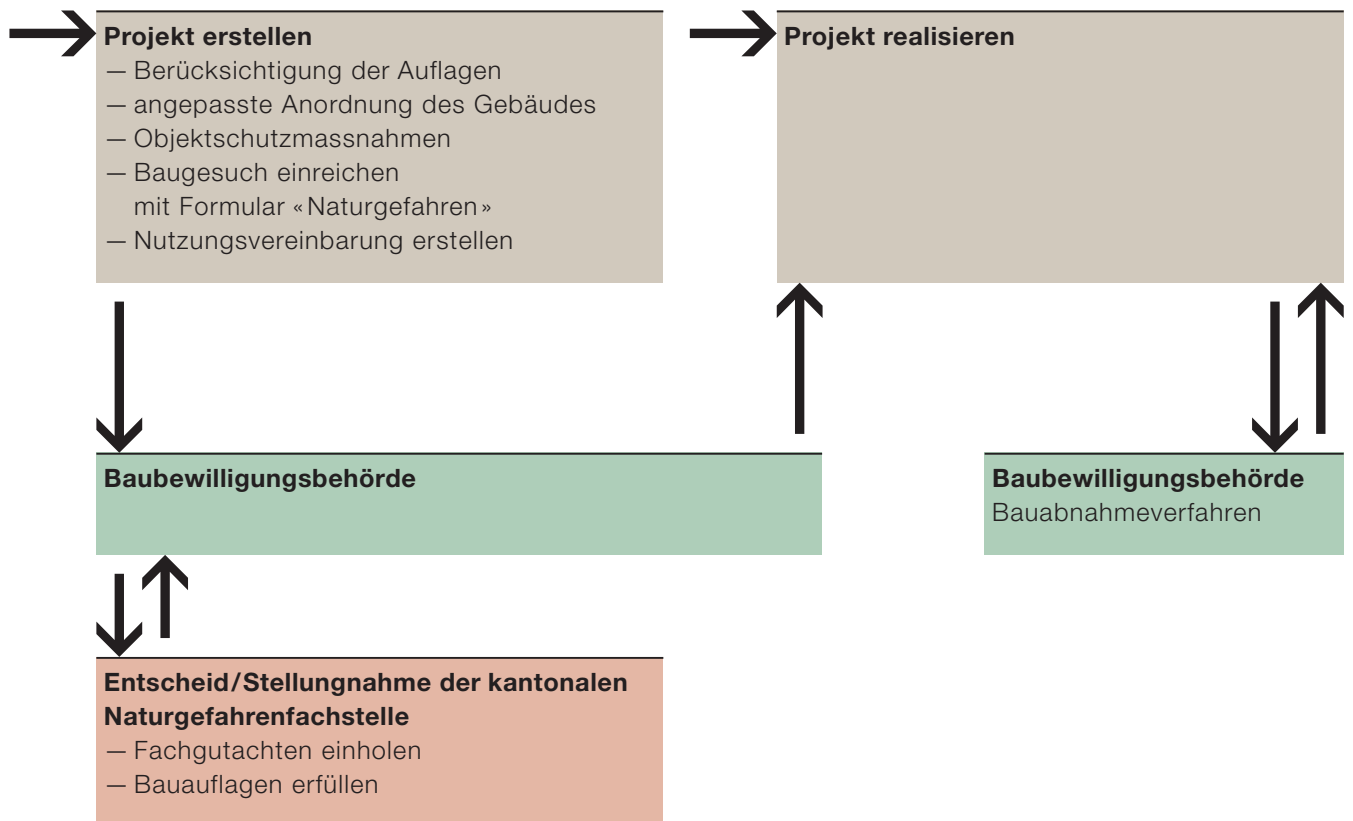 Projekt erstellen
— Berücksichtigung der Auflagen
— angepasste Anordnung des Gebäudes
— Objektschutzmassnahmen
— Baugesuch einreichen
mit Formular «Naturgefahren»
— Nutzungsvereinbarung erstellen
Projekt realisieren
Baubewilligungsbehörde
Baubewilligungsbehörde
Bauabnahmeverfahren
Entscheid/Stellungnahme der kantonalen
Naturgefahrenfachstelle
— Fachgutachten einholen
— Bauauflagen erfüllen